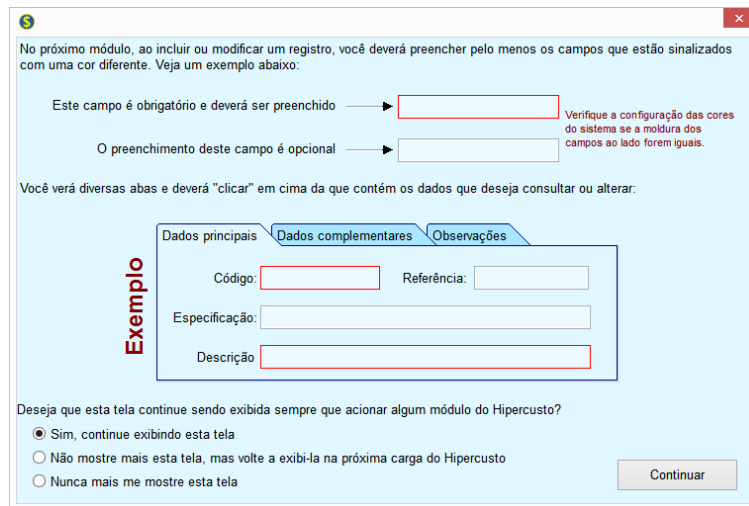 No próximo módulo, ao incluir ou modificar um registro, você deverá preencher pelo menos os campos que estão sinalizados
com uma cor diferente. Veja um exemplo abaixo:
Este campo é obrigatório e deverá ser preenchido
Verifique a configuração das cores
do sistema se a moldura dos
campos ao lado forem iguais.
O preenchimento deste campo é opcional
Você verá diversas abas e deverá "clicar" em cima da que contém os dados que deseja consultar ou alterar:
Exemplo
Dados principais Dados complementares Observações
Código: Referência:
Especificação:
Descrição
Deseja que esta tela continue sendo exibida sempre que acionar algum módulo do Hipercusto?
Sim, continue exibindo esta tela
Não mostre mais esta tela, mas volte a exibi-la na próxima carga do Hipercusto
Nunca mais me mostre esta tela
Continuar